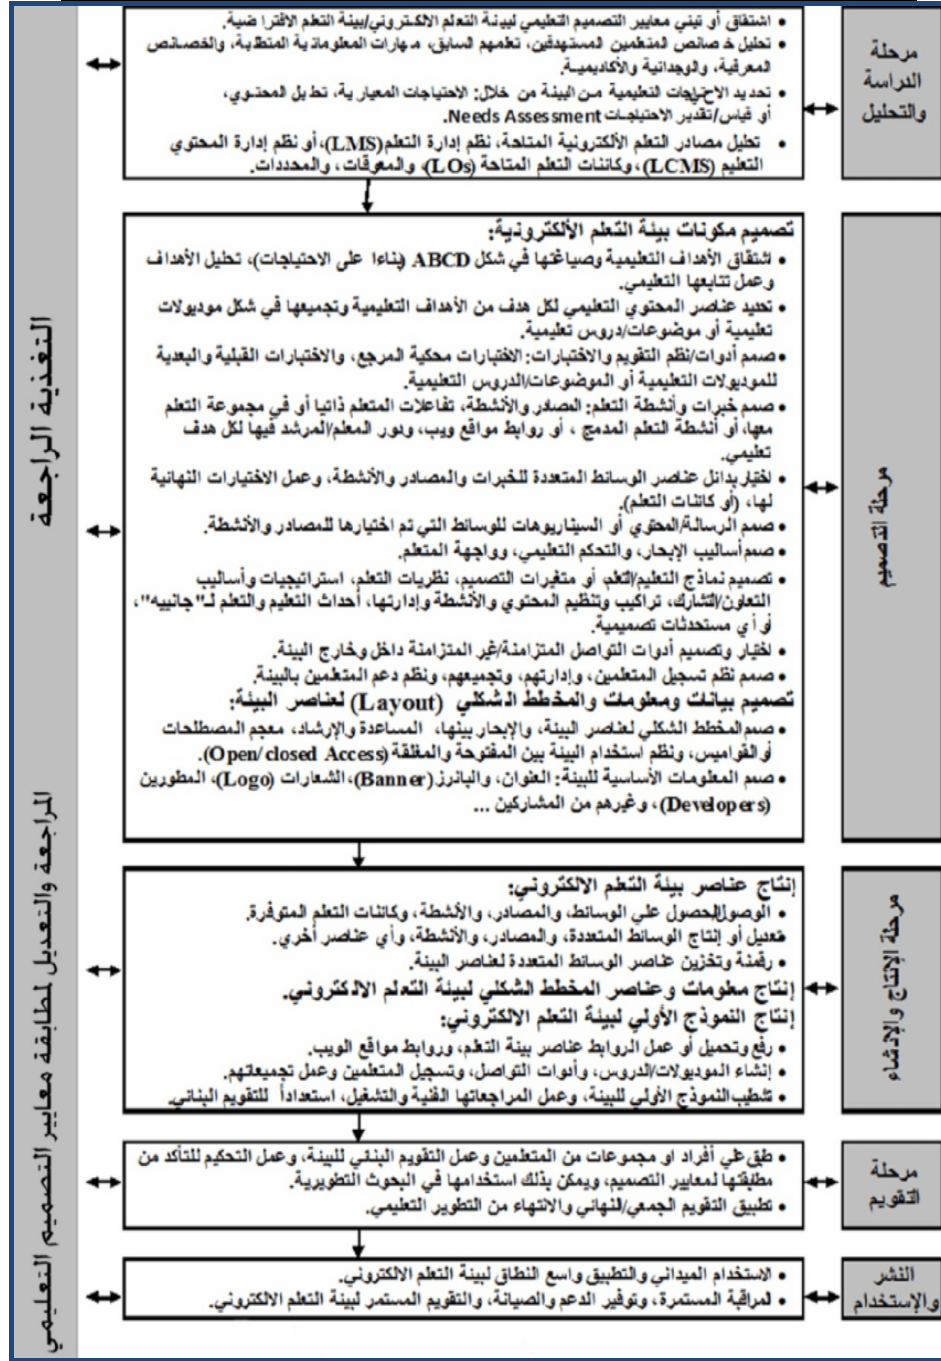 مرحلة
الدراسة
والتحليل
• اشتقاق أو تبني معايير التصميم التعليمي لبيئة التعلم الالكتروني/بيئة التعلم الافتراضية.
• تحليل خصائص المتعلمين المستهدفين، تعلمهم السابق، مهارات المعلوماتية المتطلبة، والخصائص
المعرفية، والوجدانية والأكاديمية.
• تحديد الاحتياجات التعليمية من البيئة من خلال: الاحتياجات المعيارية، تحليل المحتوي،
أو قياس/تقدير الاحتيجات Needs Assessment.
• تحليل مصادر التعلم الألكترونية المتاحة، نظم إدارة التعلم(LMS)، أو نظم إدارة المحتوي
التعليم (LCMS)، وكائنات التعلم المتاحة (LOs)، والمعوقات، والمحددات.
مرحلة التصميم
تصميم مكونات بيئة التعلم الألكترونية:
• اشتقاق الأهداف التعليمية وصياغتها في شكل ABCD (بناءا على الاحتياجات)، تحليل الأهداف
وعمل تتابعها التعليمي.
• تحديد عناصر المحتوي التعليمي لكل هدف من الأهداف التعليمية وتجميعها في شكل موديولات
تعليمية أو موضوعات/دروس تعليمية.
• صمم أدوات/نظم التقويم والاختبارات: الاختبارات محكية المرجع، والاختبارات القبلية والبعدية
للموديولات التعليمية أو الموضوعات/الدروس التعليمية.
• صمم خبرات وأنشطة التعلم: المصادر والأنشطة، تفاعلات المتعلم ذاتيا أو في مجموعة التعلم
معها، أو أنشطة التعلم المدمج ، أو روابط مواقع ويب، ودور المعلم/المرشد فيها لكل هدف
تعليمي.
• اختيار بدائل عناصر الوسائط المتعددة للخبرات والمصادر والأنشطة، وعمل الاختيارات النهائية
لها، (أو كائنات التعلم).
• صمم الرسالة/المحتوي أو السيناريوهات للوسائط التي تم اختيارها للمصادر والأنشطة.
• صمم أساليب الإبحار، والتحكم التعليمي، وواجهة المتعلم.
• تصميم نماذج التعليم/التعلم، أو متغيرات التصميم، نظريات التعلم، استراتيجيات وأساليب
التعاون/التشارك، تراكيب وتنظيم المحتوي والأنشطة وإدارتها، أحداث التعليم والتعلم لـ"جانييه"،
أو أي مستحدثات تصميمية.
• اختيار وتصميم أدوات التواصل المتزامنة/غير المتزامنة داخل وخارج البيئة.
• صمم نظم تسجيل المتعلمين، وإدارتهم، وتجميعهم، ونظم دعم المتعلمين بالبيئة.
تصميم بيانات ومعلومات والمخطط الشكلي (Layout) لعناصر البيئة:
• صمم المخطط الشكلي لعناصر البيئة، والإبحار بينها، المساعدة والإرشاد، معجم المصطلحات
أو القواميس، ونظم استخدام البيئة بين المفتوحة والمغلقة (Open/closed Access).
• صمم المعلومات الأساسية للبيئة: العنوان، والبانرز(Banner)، الشعارات (Logo)، المطورين
(Developers)، وغيرهم من المشاركين ...
مرحلة الإنتاج والإنشاء
إنتاج عناصر بيئة التعلم الالكتروني:
• الوصول/الحصول علي الوسائط، والمصادر، والأنشطة، وكائنات التعلم المتوفرة.
• تعديل أو إنتاج الوسائط المتعددة، والمصادر، والأنشطة، وأي عناصر أخري.
• رقمنة وتخزين عناصر الوسائط المتعددة لعناصر البيئة.
إنتاج معلومات وعناصر المخطط الشكلي لبيئة التعلم الالكتروني.
إنتاج النموذج الأولي لبيئة التعلم الالكتروني:
• رفع وتحميل أو عمل الروابط عناصر بيئة التعلم، وروابط مواقع الويب.
• إنشاء الموديولات/الدروس، وأدوات التواصل، وتسجيل المتعلمين وعمل تجميعاتهم.
• تشطيب النموذج الأولي للبيئة، وعمل المراجعاتها الفنية والتشغيل، استعداداً للتقويم البنائي.
مرحلة
التقويم
• طبق علي أفراد او مجموعات من المتعلمين وعمل التقويم البنائي للبيئة، وعمل التحكيم للتأكد من
مطابقتها لمعايير التصميم، ويمكن بذلك استخدامها في البحوث التطويرية.
• تطبيق التقويم الجمعي/النهائي والانتهاء من التطوير التعليمي.
النشر
والإستخدام
• الاستخدام الميداني والتطبيق واسع النطاق لبيئة التعلم الالكتروني.
• المراقبة المستمرة، وتوفير الدعم والصيانة، والتقويم المستمر لبيئة التعلم الالكتروني.
التغذية الراجعة
المراجعة والتعديل لمطابقة معايير التصميم التعليمي